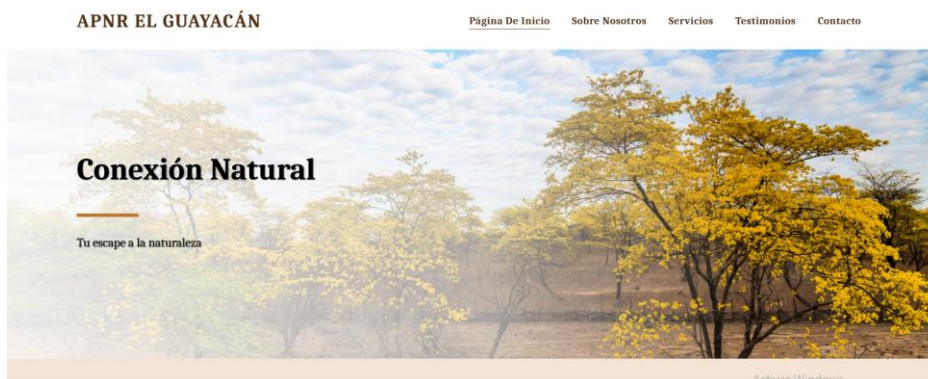 APNR EL GUAYACÁN
Página De Inicio Sobre Nosotros Servicios Testimonios Contacto
Conexión Natural
Tu escape a la naturaleza
Activar Windows